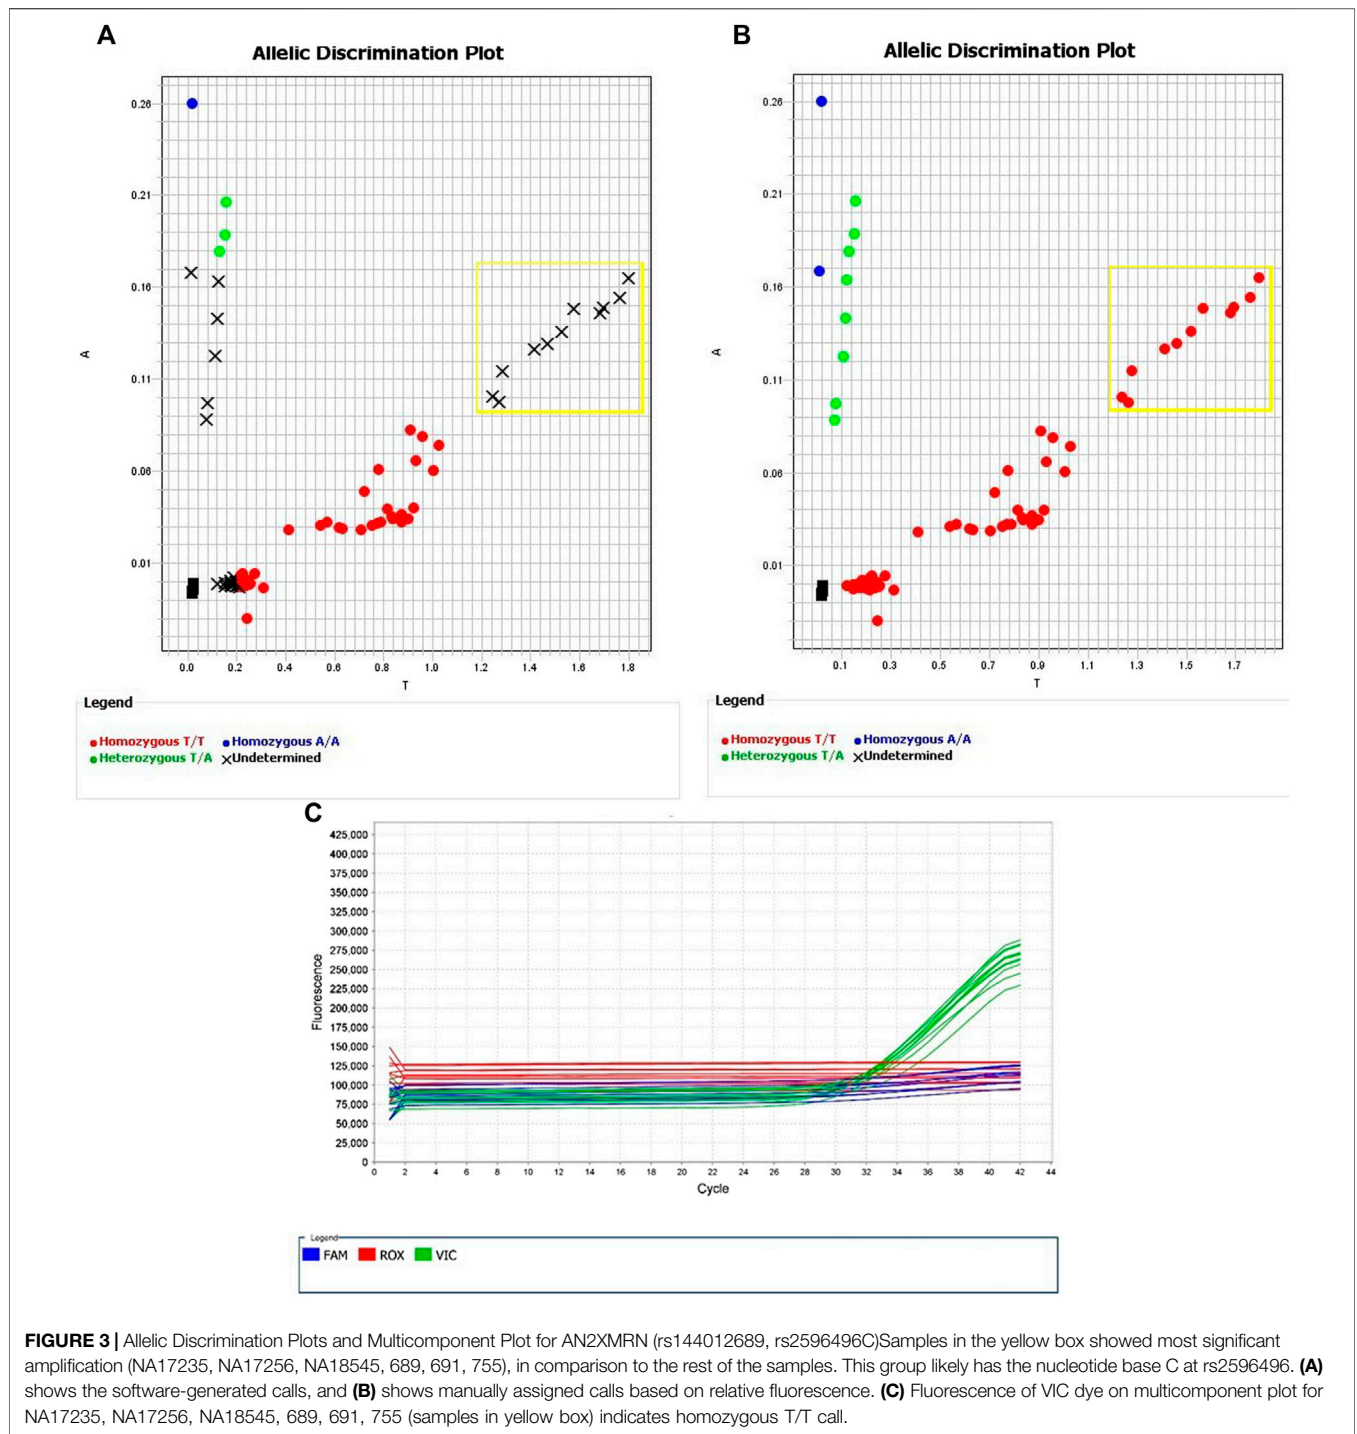 A
Allelic Discrimination Plot
0.26
0.21
0.16
0.11
0.06
0.01
A
0.0 0.2 0.4 0.6 0.8 1.0 1.2 1.4 1.6 1.8
T
Legend
Homozygous T/T Homozygous A/A
Heterozygous T/A Undetermined
B
Allelic Discrimination Plot
0.26
0.21
0.16
0.11
0.06
0.01
A
0.1 0.3 0.5 0.7 0.9 1.1 1.3 1.5 1.7
T
Legend
Homozygous T/T Homozygous A/A
Heterozygous T/A Undetermined
C
425,000
400,000
375,000
350,000
325,000
300,000
275,000
250,000
225,000
200,000
175,000
150,000
125,000
100,000
75,000
50,000
25,000
0
Fluorescence
0 2 4 6 8 10 12 14 16 18 20 22 24 26 28 30 32 34 36 38 40 42 44
Cycle
Legend
FAM ROX VIC
FIGURE 3 | Allelic Discrimination Plots and Multicomponent Plot for AN2XMRN (rs144012689, rs2596496C)Samples in the yellow box showed most significant
amplification (NA17235, NA17256, NA18545, 689, 691, 755), in comparison to the rest of the samples. This group likely has the nucleotide base C at rs2596496. (A)
shows the software-generated calls, and (B) shows manually assigned calls based on relative fluorescence. (C) Fluorescence of VIC dye on multicomponent plot for
NA17235, NA17256, NA18545, 689, 691, 755 (samples in yellow box) indicates homozygous T/T call.